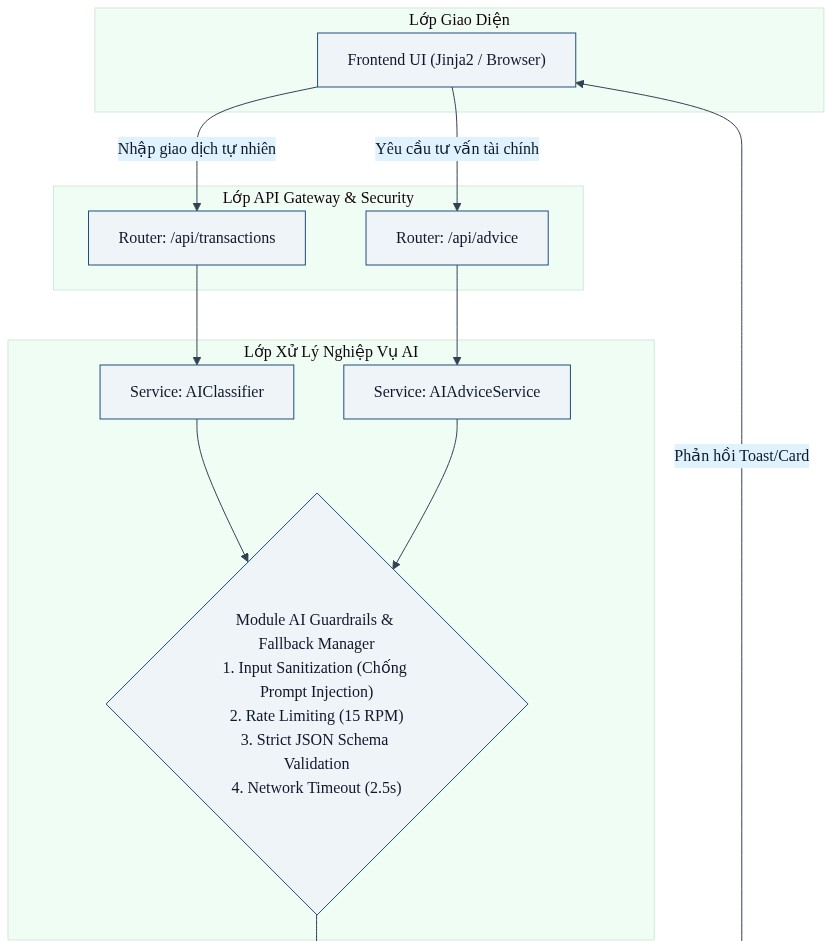 Lớp Giao Diện
Frontend UI (Jinja2 / Browser)
Nhập giao dịch tự nhiên
Yêu cầu tư vấn tài chính
Lớp API Gateway & Security
Router: /api/transactions
Router: /api/advice
Lớp Xử Lý Nghiệp Vụ AI
Service: AIClassifier
Service: AIAdviceService
Phản hồi Toast/Card
Module AI Guardrails &
Fallback Manager
1. Input Sanitization (Chống
Prompt Injection)
2. Rate Limiting (15 RPM)
3. Strict JSON Schema
Validation
4. Network Timeout (2.5s)